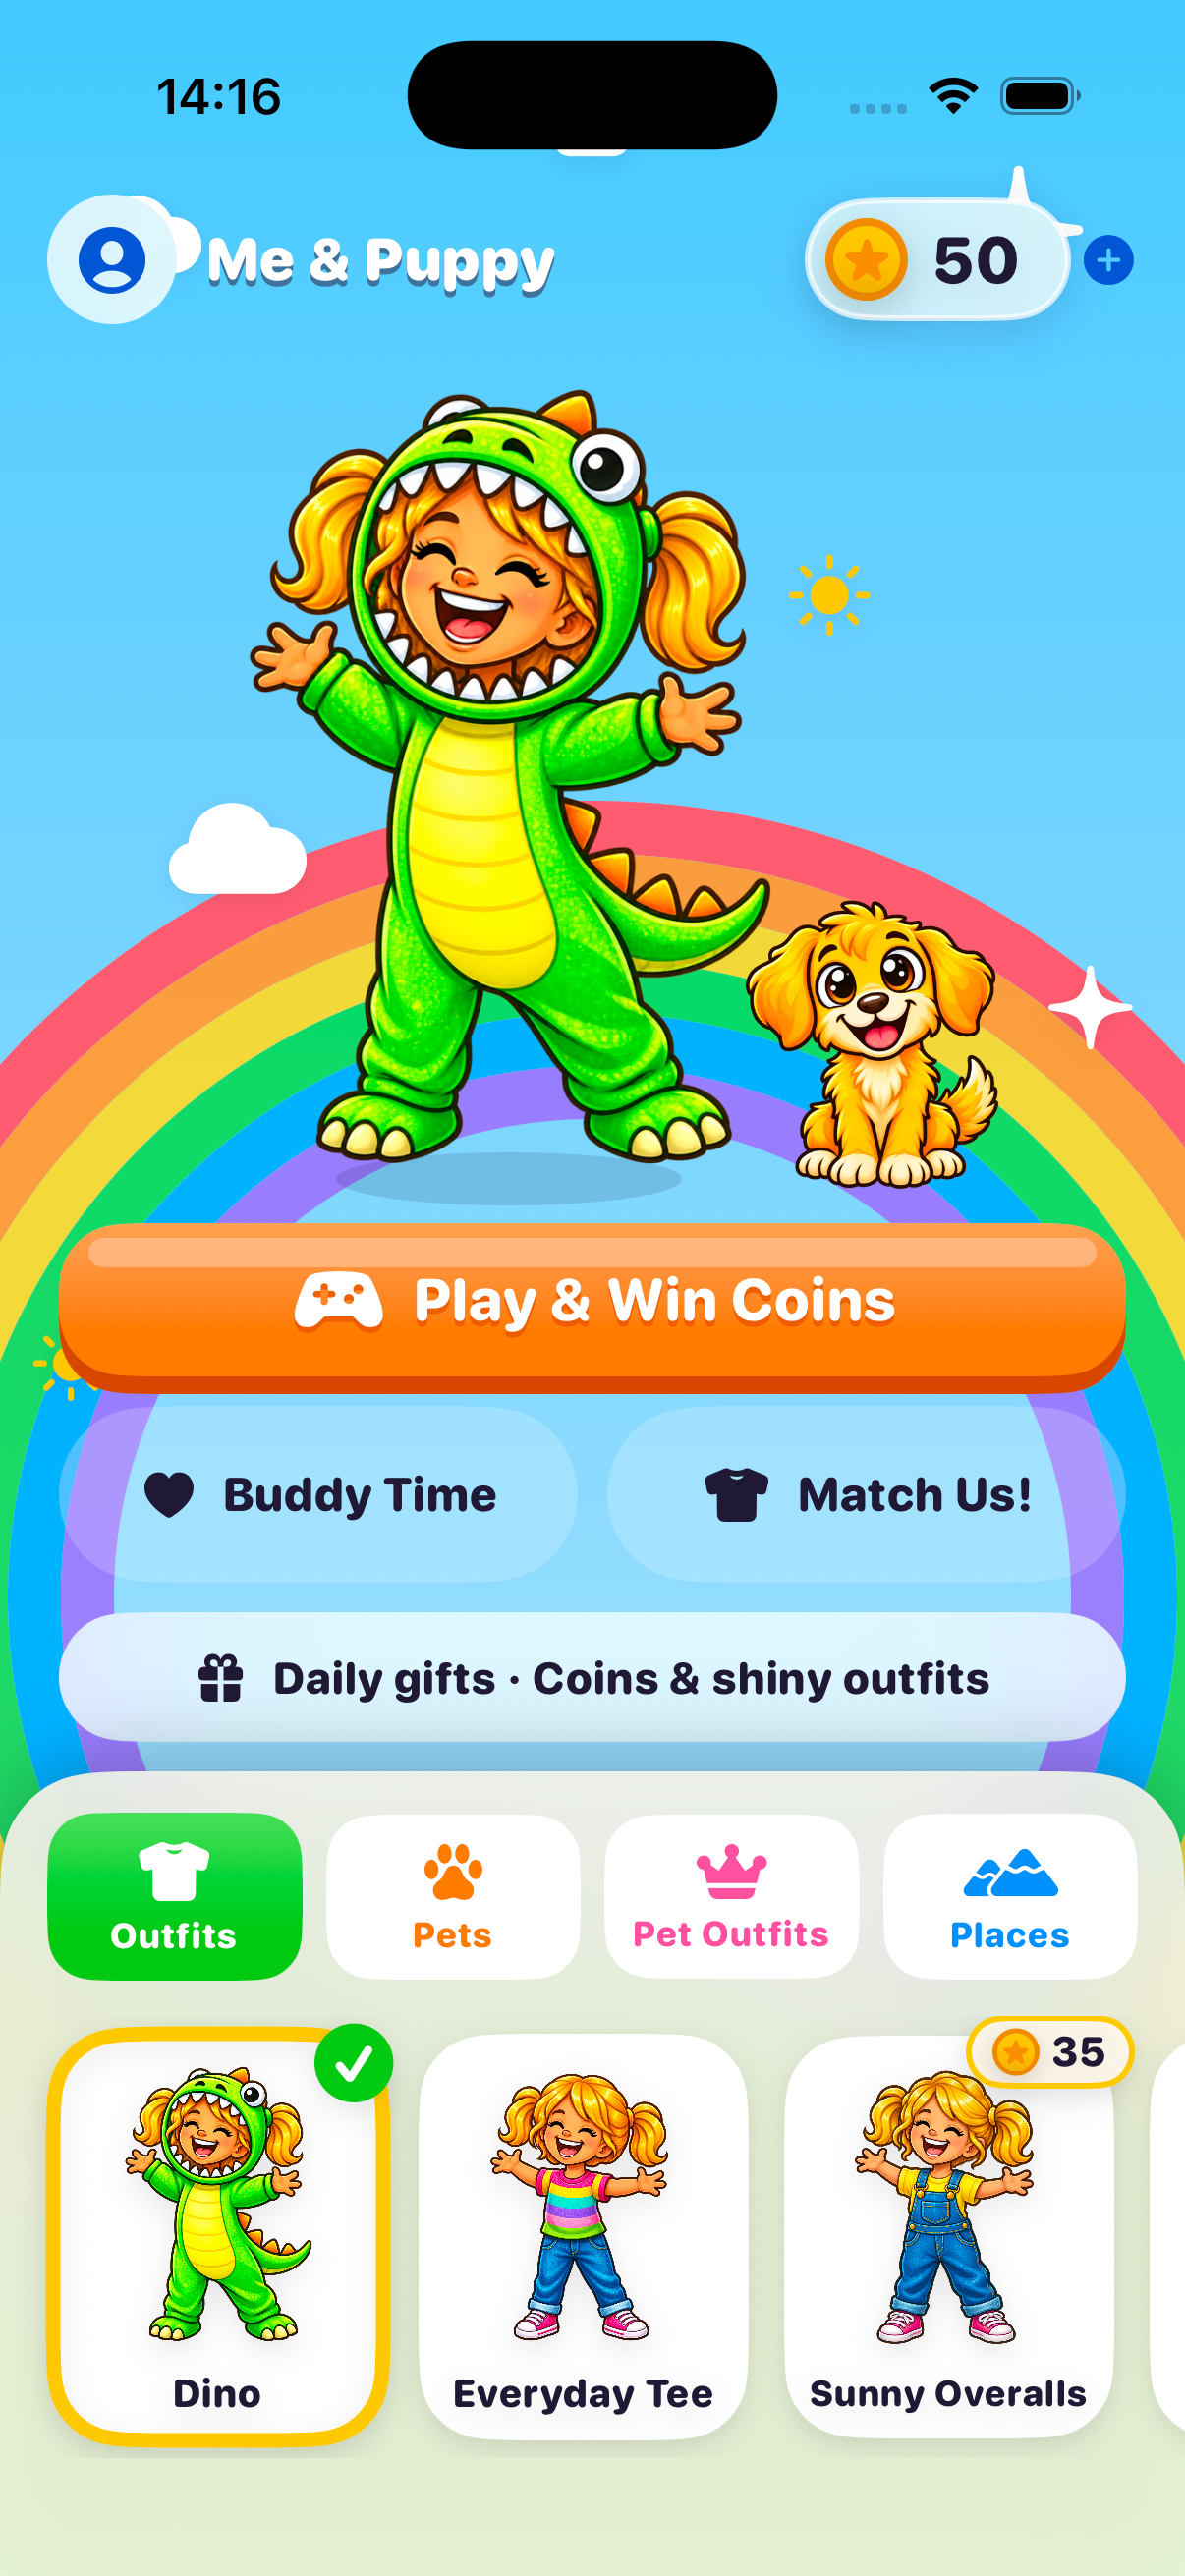 14:16
Me & Puppy
50
Play & Win Coins
Buddy Time
Match Us!
Daily gifts · Coins & shiny outfits
Outfits
Pets
Pet Outfits
Places
35
Dino
Everyday Tee
Sunny Overalls